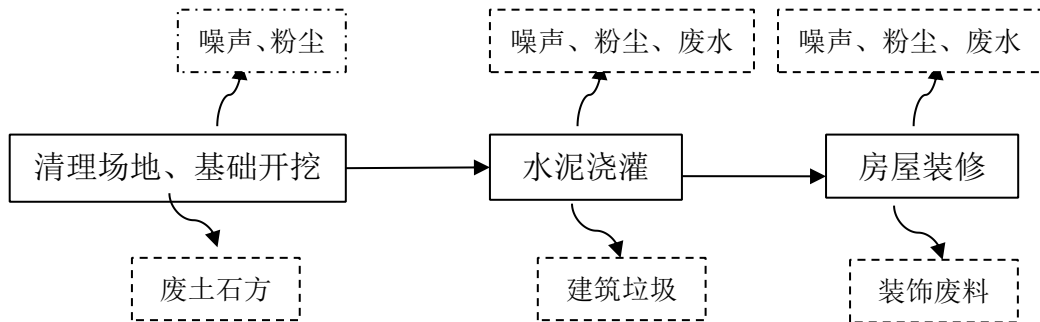 噪声、粉尘
噪声、粉尘、废水
噪声、粉尘、废水
清理场地、基础开挖
水泥浇灌
房屋装修
废土石方
建筑垃圾
装饰废料